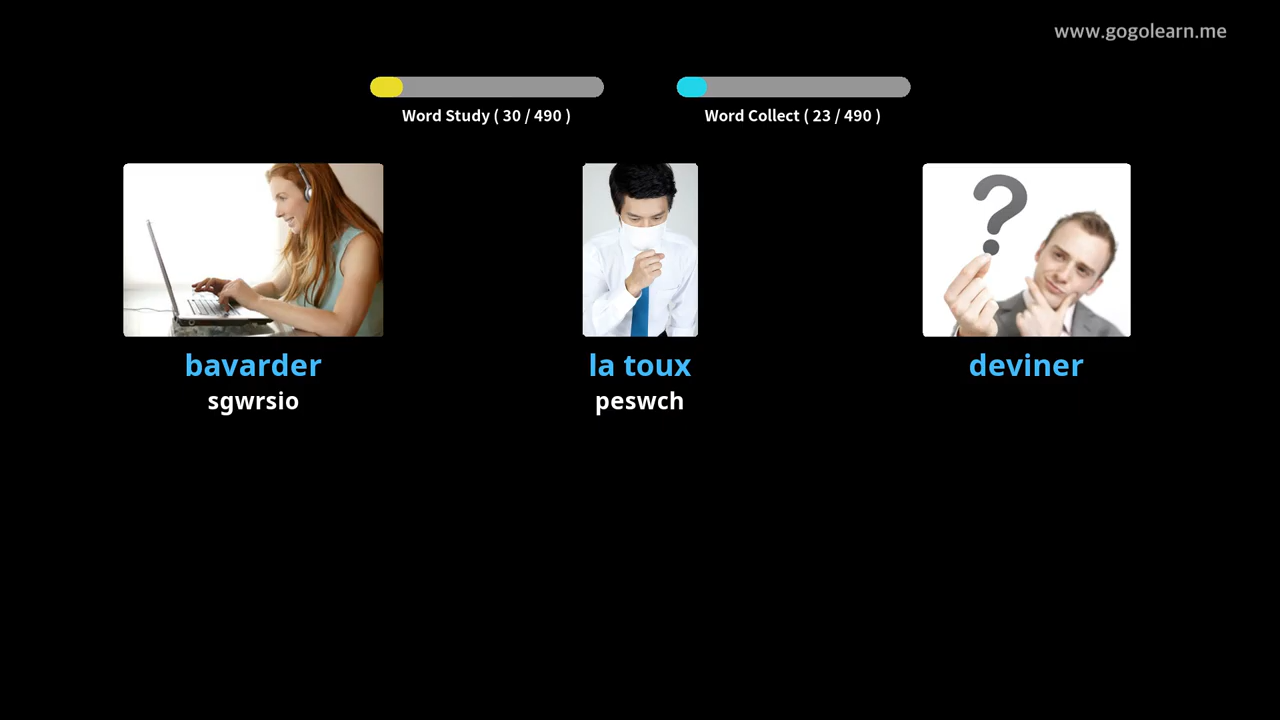 www.gogolearn.me
Word Study ( 30 / 490 )
Word Collect ( 23 / 490 )
bavarder
sgwrsio
la toux
peswch
deviner